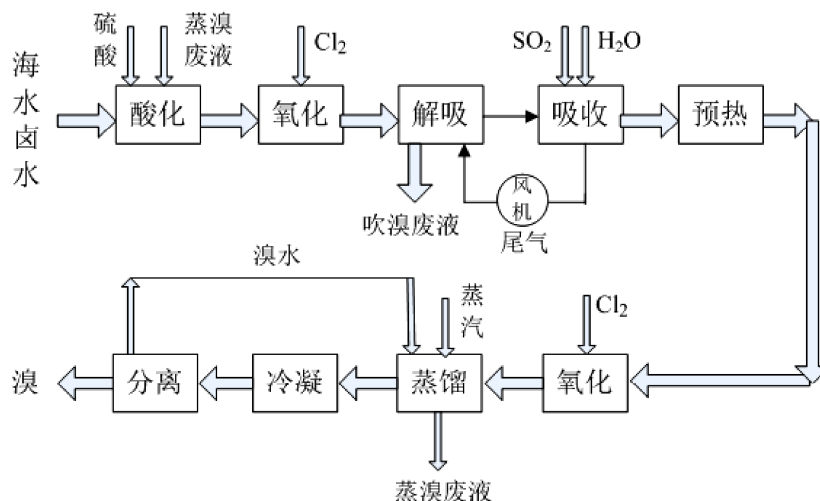 海水卤水
硫酸
蒸溴废液
Cl₂
SO₂
H₂O
酸化
氧化
解吸
吸收
预热
吹溴废液
风机
尾气
溴水
蒸汽
Cl₂
溴
分离
冷凝
蒸馏
氧化
蒸溴废液